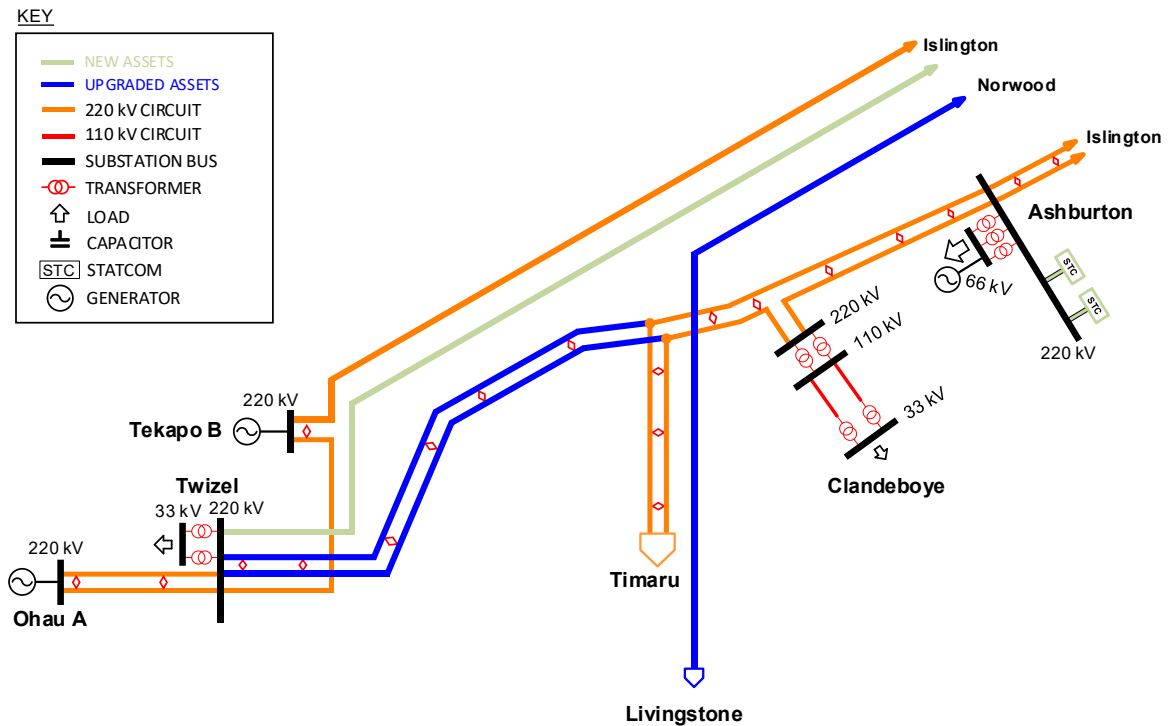 KEY
NEW ASSETS
UPGRADED ASSETS
220 kV CIRCUIT
110 kV CIRCUIT
SUBSTATION BUS
TRANSFORMER
LOAD
CAPACITOR
STC STATCOM
GENERATOR
Islington
Norwood
Islington
Ashburton
66 kV
STC
STC
220 kV
220 kV
110 kV
33 kV
Clandeboye
220 kV
Tekapo B
Twizel
33 kV
220 kV
220 kV
Ohau A
Timaru
Livingstone